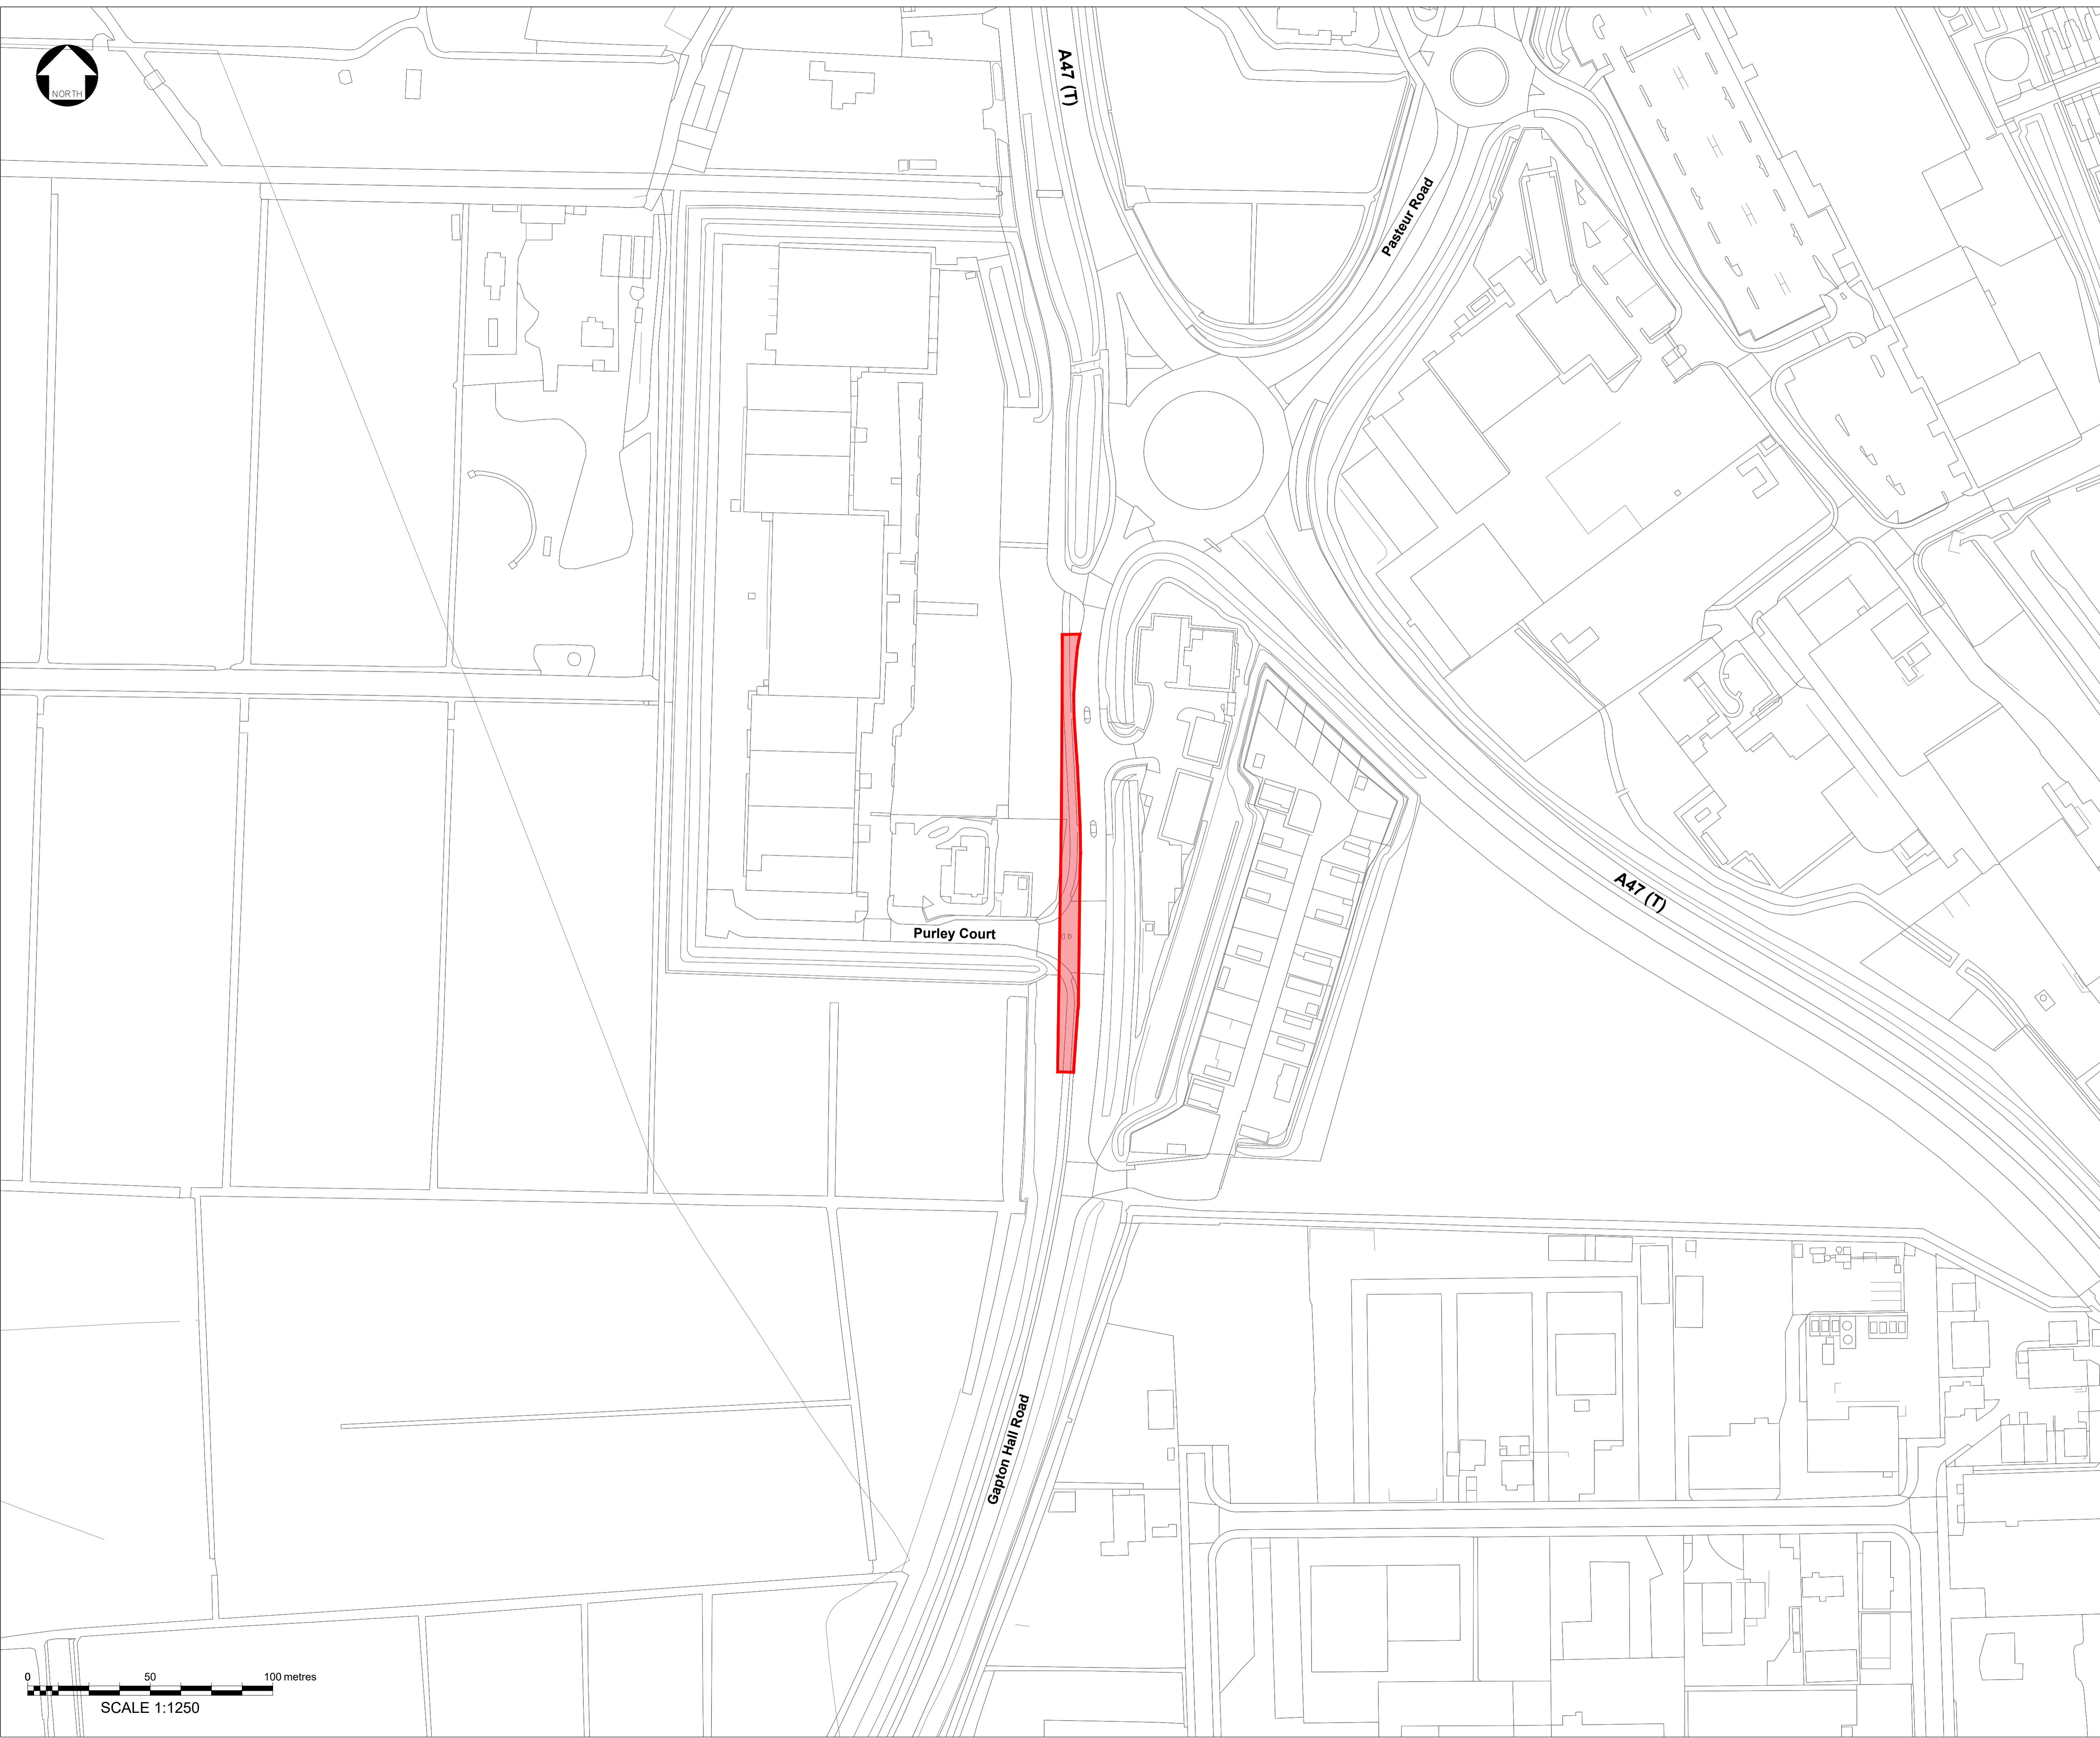 NORTH
A47 (T)
Pasteur Road
A47 (T)
Purley Court
Gapton Hall Road
0 50 100 metres
SCALE 1:1250